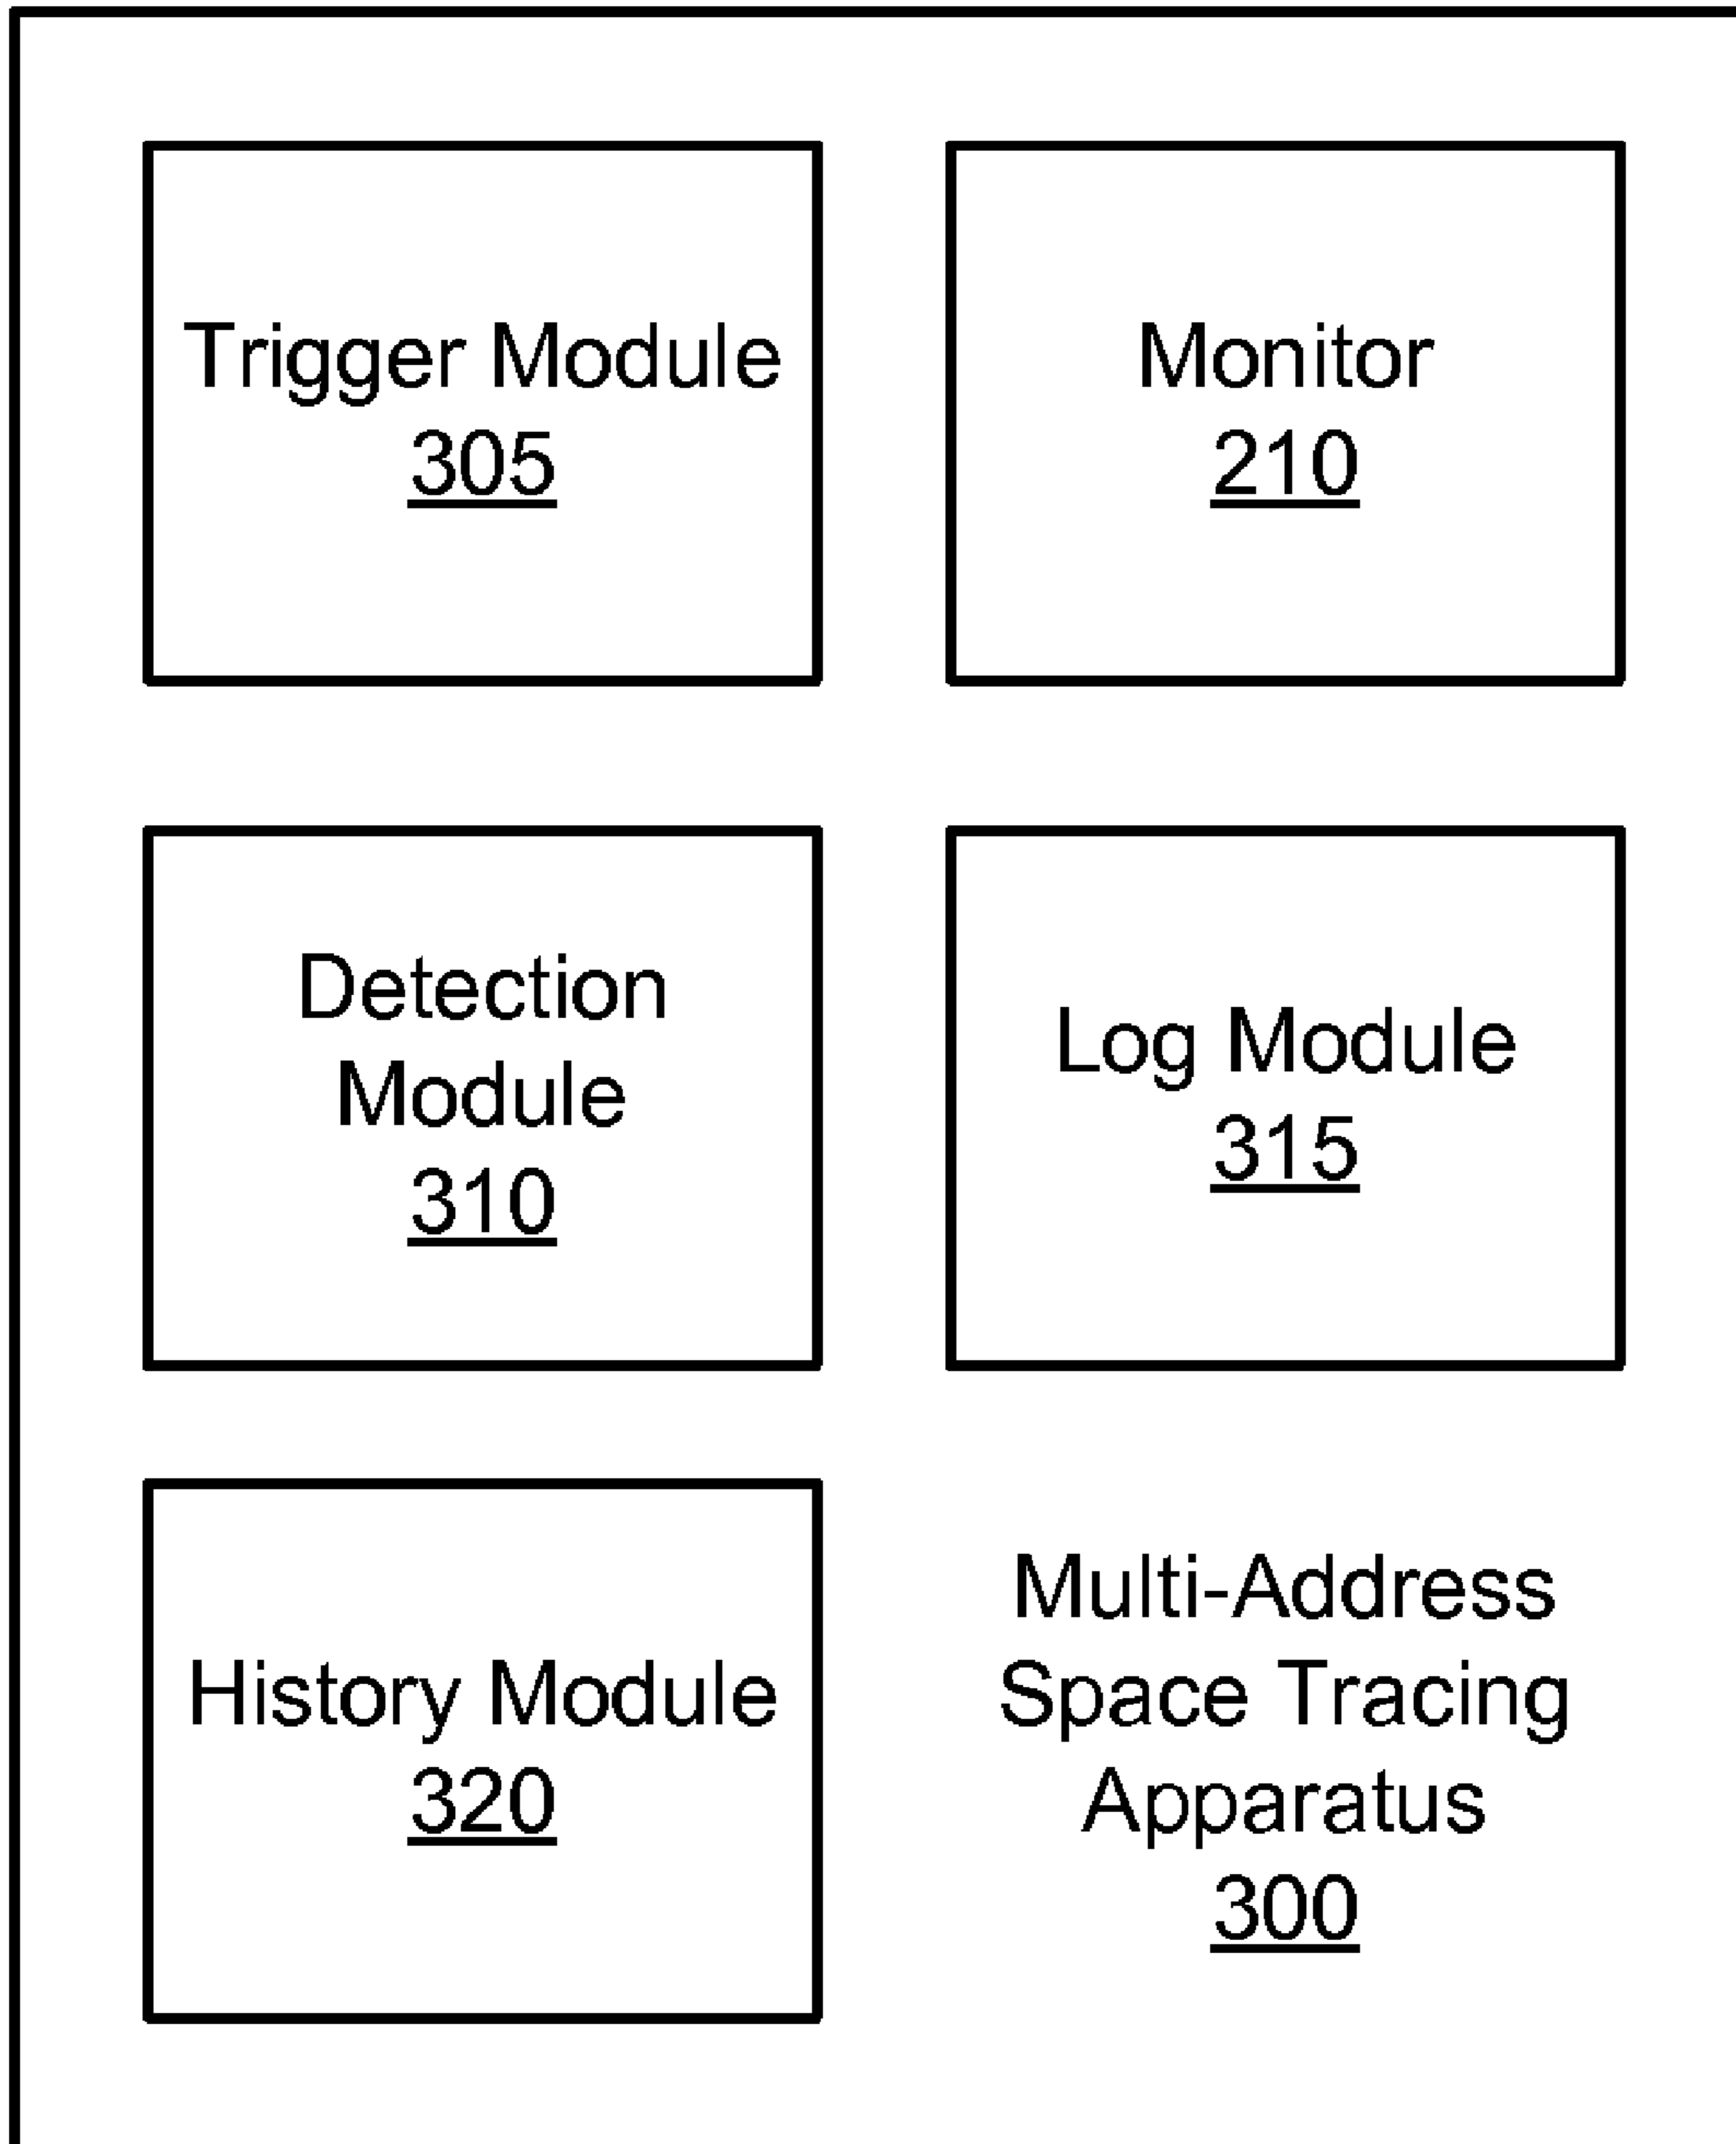 Trigger Module
305
Monitor
210
Detection
Module
310
Log Module
315
History Module
320
Multi-Address
Space Tracing
Apparatus
300